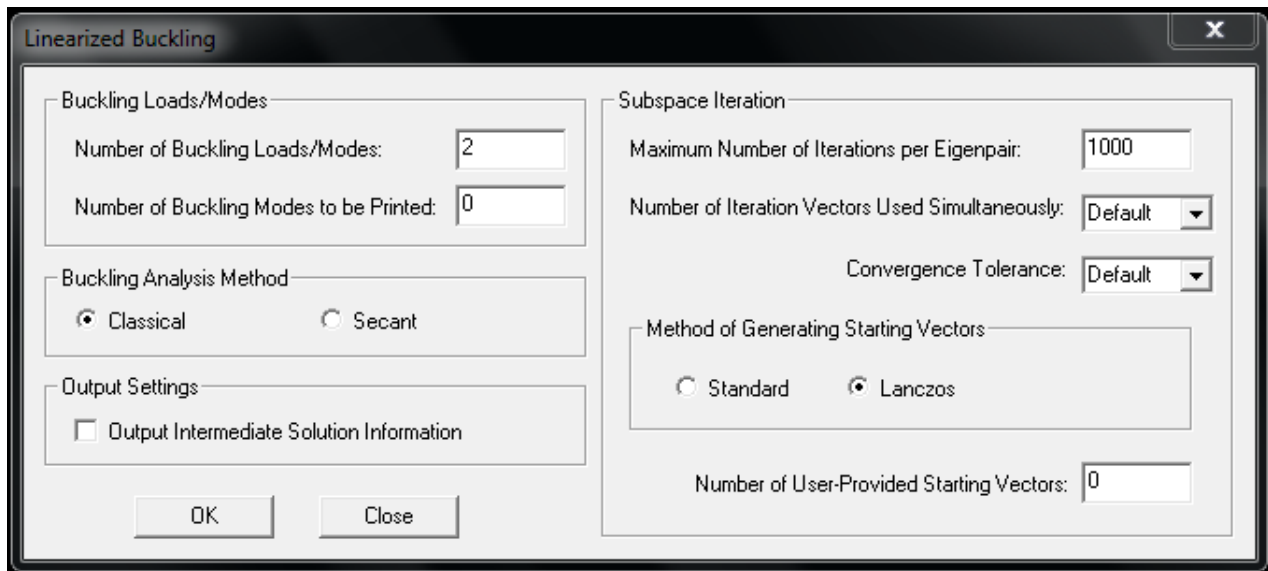 Linearized Buckling
x
Buckling Loads/Modes
Number of Buckling Loads/Modes: 2
Number of Buckling Modes to be Printed: 0
Buckling Analysis Method
Classical Secant
Output Settings
Output Intermediate Solution Information
OK Close
Subspace Iteration
Maximum Number of Iterations per Eigenpair: 1000
Number of Iteration Vectors Used Simultaneously: Default
Convergence Tolerance: Default
Method of Generating Starting Vectors
Standard Lanczos
Number of User-Provided Starting Vectors: 0